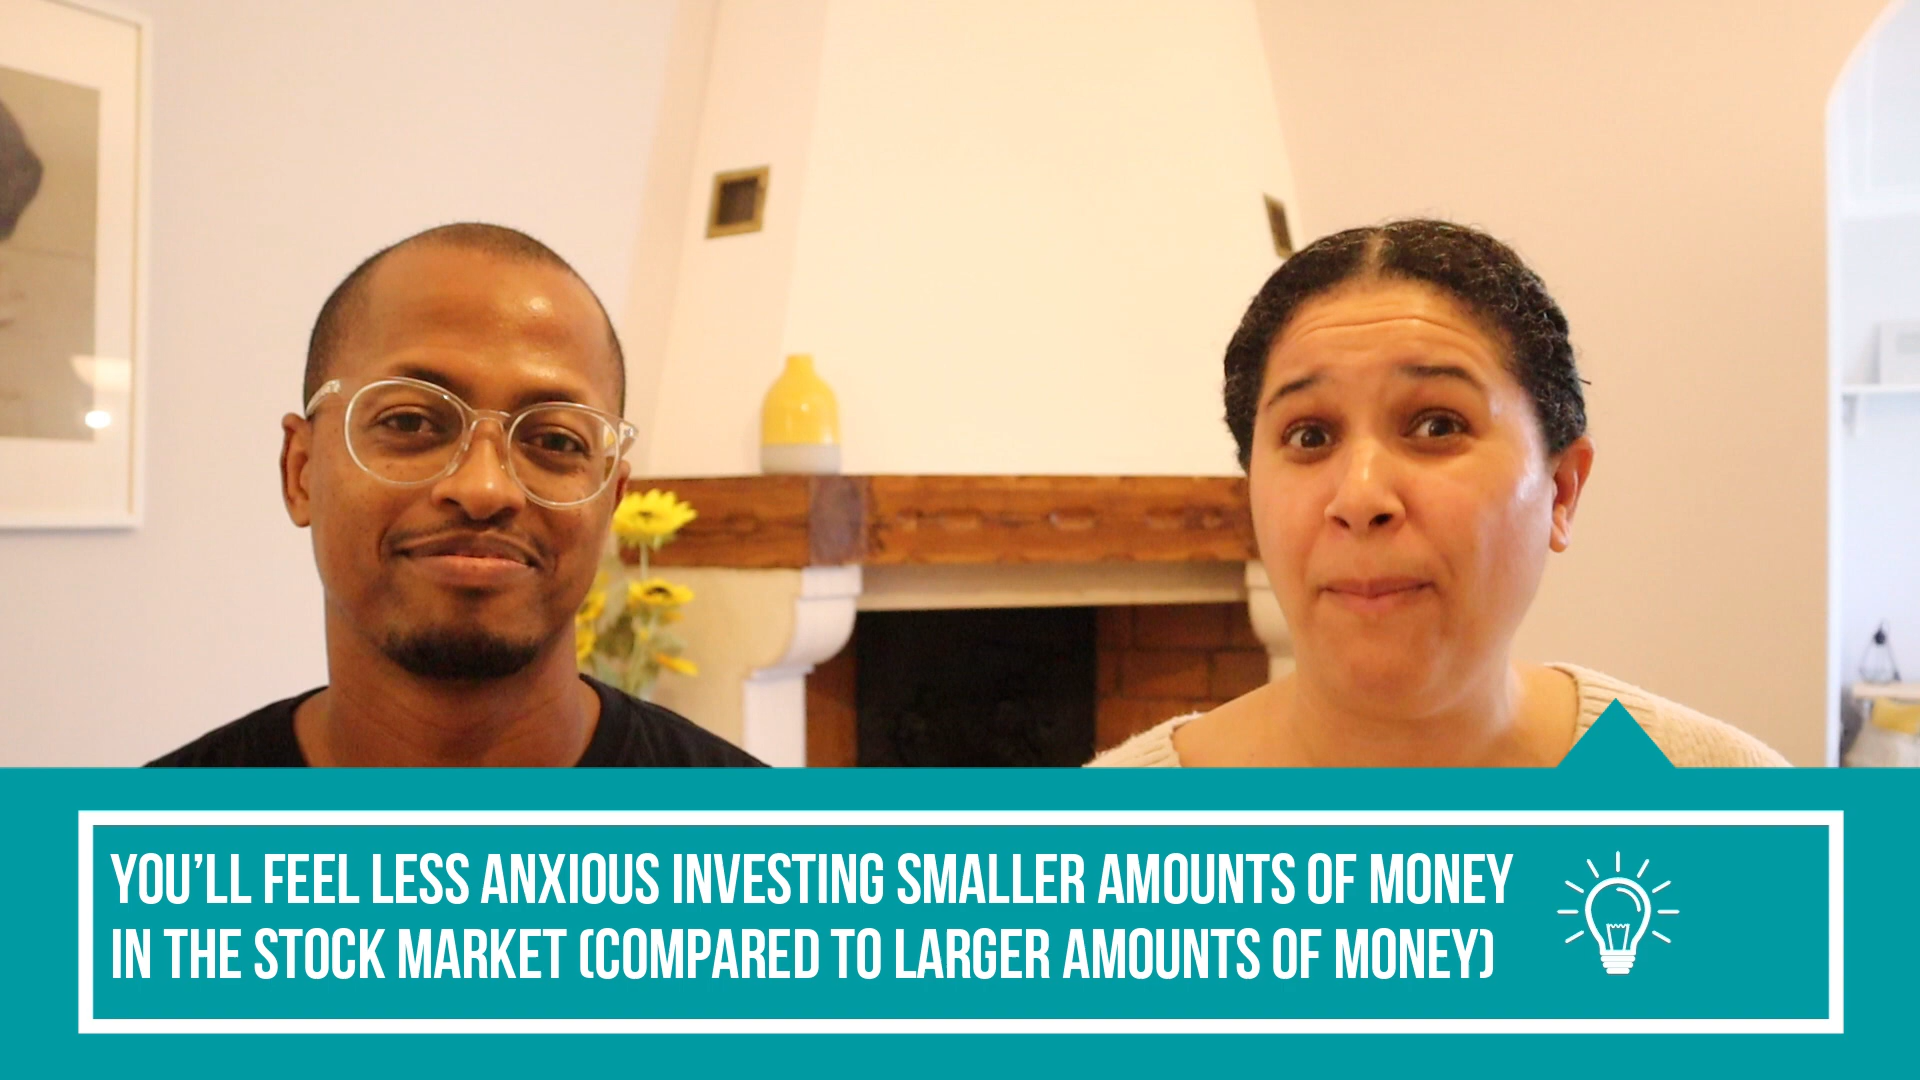 YOU’LL FEEL LESS ANXIOUS INVESTING SMALLER AMOUNTS OF MONEY
IN THE STOCK MARKET (COMPARED TO LARGER AMOUNTS OF MONEY)